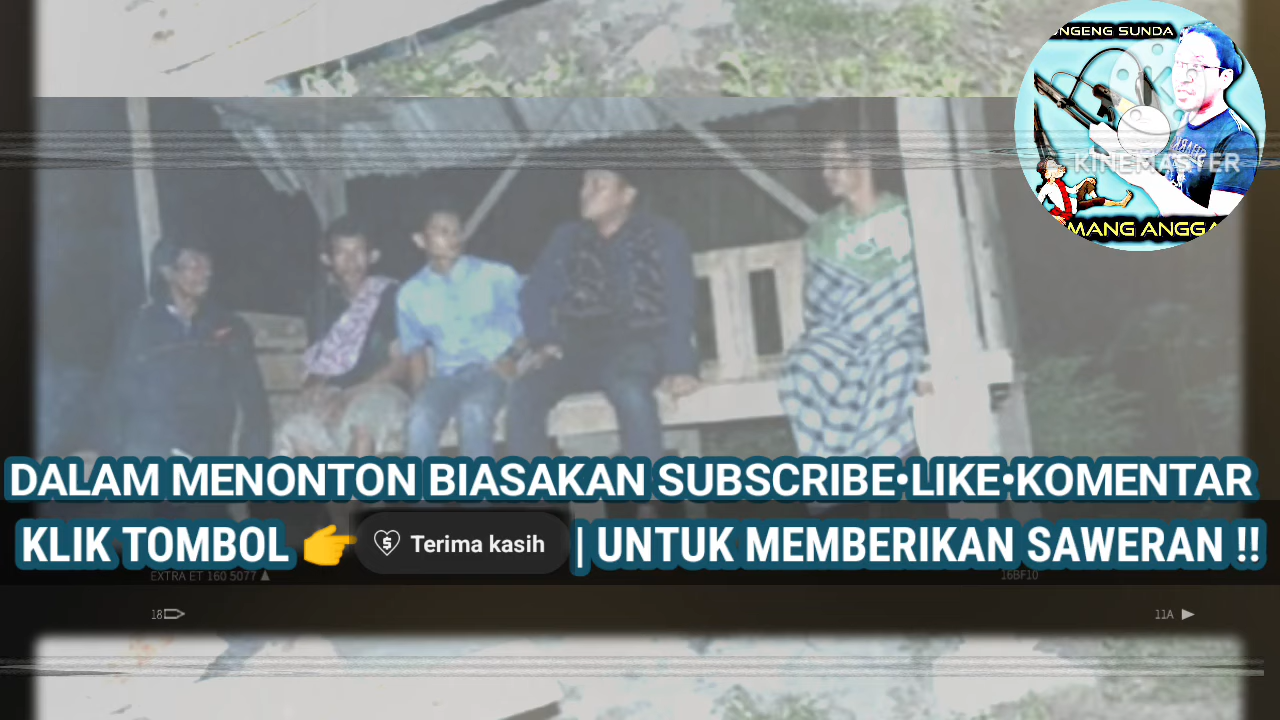 NGENG SUNDA
KINEMASTER
MANG ANGGA
DALAM MENONTON BIASAKAN SUBSCRIBE•LIKE•KOMENTAR
KLIK TOMBOL 👉 Terima kasih | UNTUK MEMBERIKAN SAWERAN !!
EXTRA ET 160 5077 ▲
16BF10
18
11A ▶